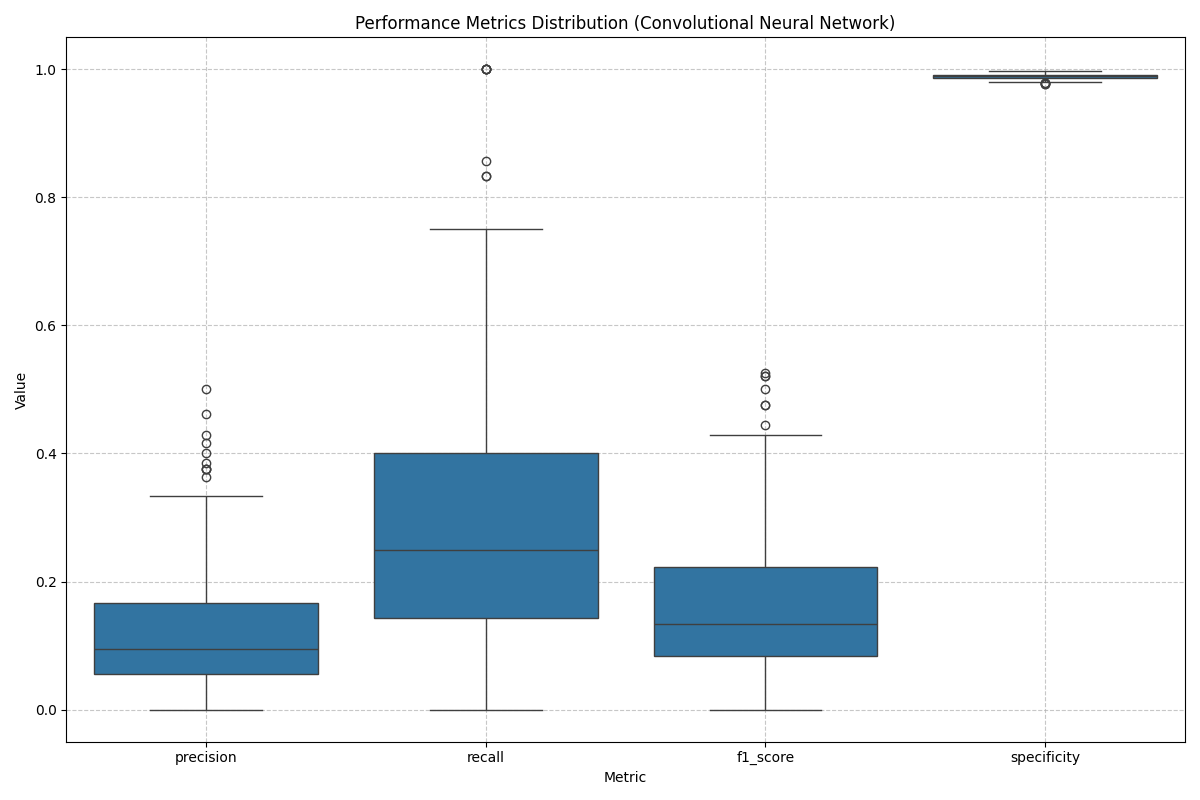 Performance Metrics Distribution (Convolutional Neural Network)
1.0
0.8
0.6
0.4
0.2
0.0
Value
precision
recall
f1_score
specificity
Metric